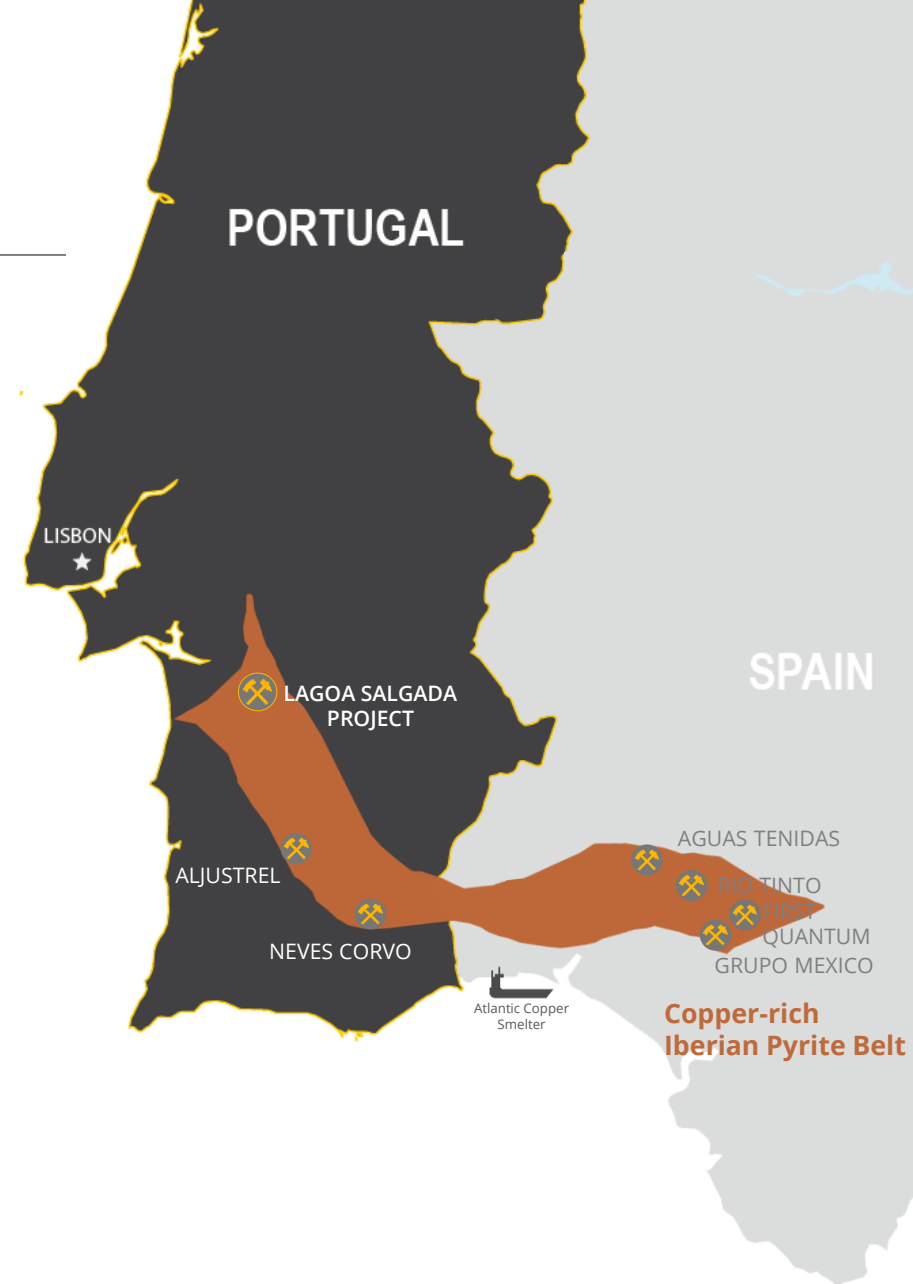 PORTUGAL
LISBON
SPAIN
LAGOA SALGADA
PROJECT
AGUAS TENIDAS
ALJUSTREL
RIO TINTO
FIRST
QUANTUM
NEVES CORVO
GRUPO MEXICO
Atlantic Copper
Smelter
Copper-rich
Iberian Pyrite Belt